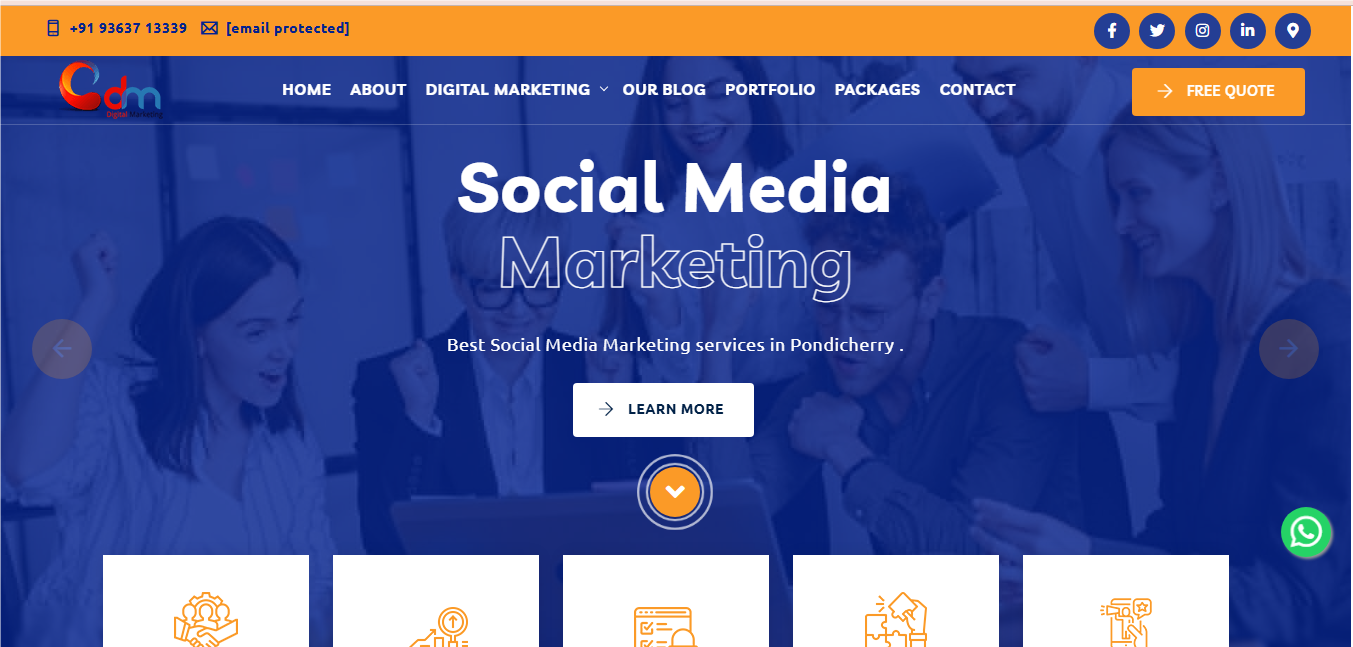 +91 93637 13339 [email protected]
dm
Digital Marketing
HOME ABOUT DIGITAL MARKETING OUR BLOG PORTFOLIO PACKAGES CONTACT
FREE QUOTE
Social Media
Marketing
Best Social Media Marketing services in Pondicherry .
LEARN MORE